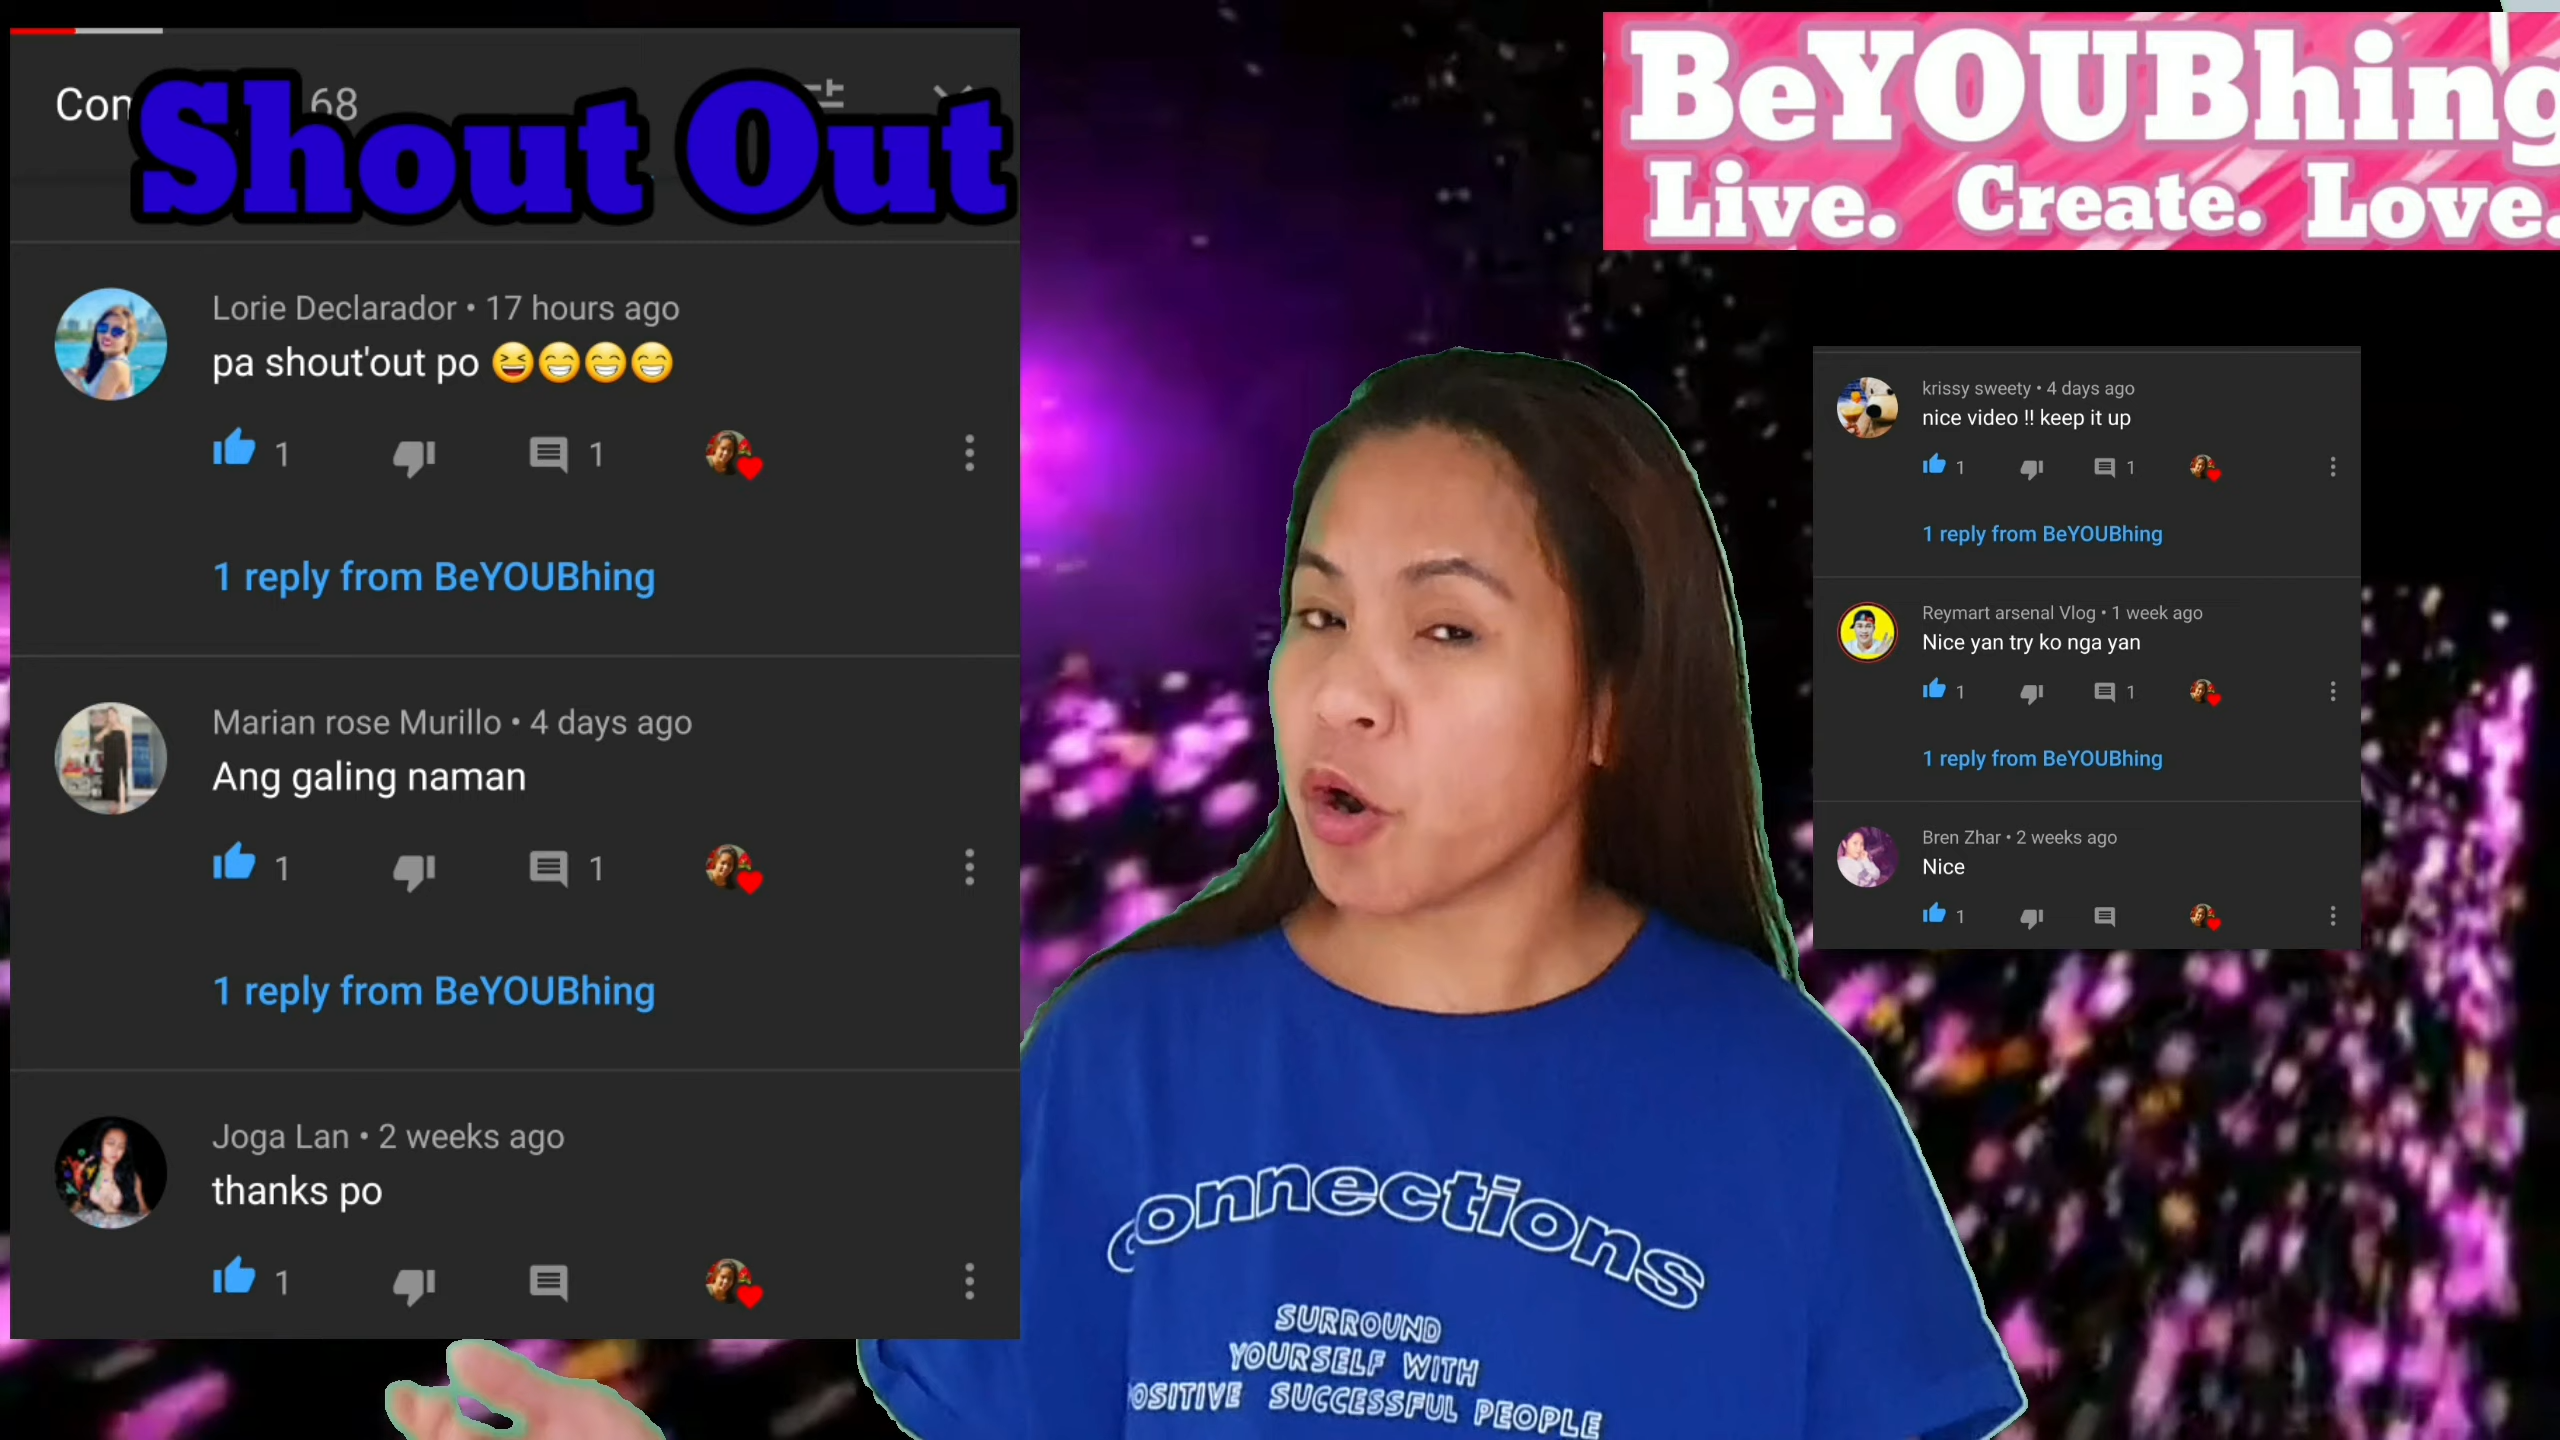 68
Shout Out
Lorie Declarador • 17 hours ago
pa shout'out po 😆😁😁😁
1
1
1 reply from BeYOUBhing
Marian rose Murillo • 4 days ago
Ang galing naman
1
1
1 reply from BeYOUBhing
Joga Lan • 2 weeks ago
thanks po
1
BeYOUBhing
Live. Create. Love.
krissy sweety • 4 days ago
nice video !! keep it up
1
1
1 reply from BeYOUBhing
Reymart arsenal Vlog • 1 week ago
Nice yan try ko nga yan
1
1
1 reply from BeYOUBhing
Bren Zhar • 2 weeks ago
Nice
1
Connections
SURROUND
YOURSELF WITH
POSITIVE SUCCESSFUL PEOPLE